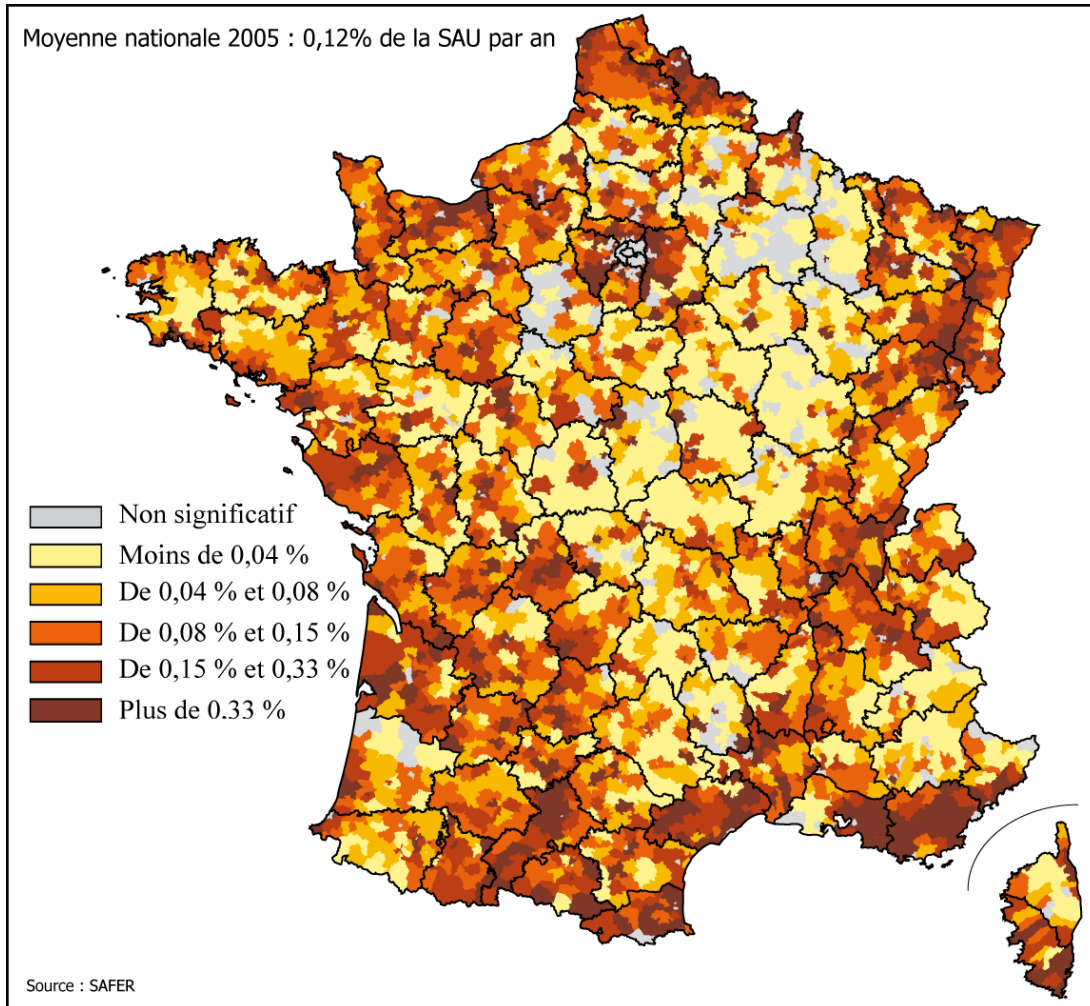 Moyenne nationale 2005 : 0,12% de la SAU par an
Non significatif
Moins de 0,04 %
De 0,04 % et 0,08 %
De 0,08 % et 0,15 %
De 0,15 % et 0,33 %
Plus de 0.33 %
Source : SAFER